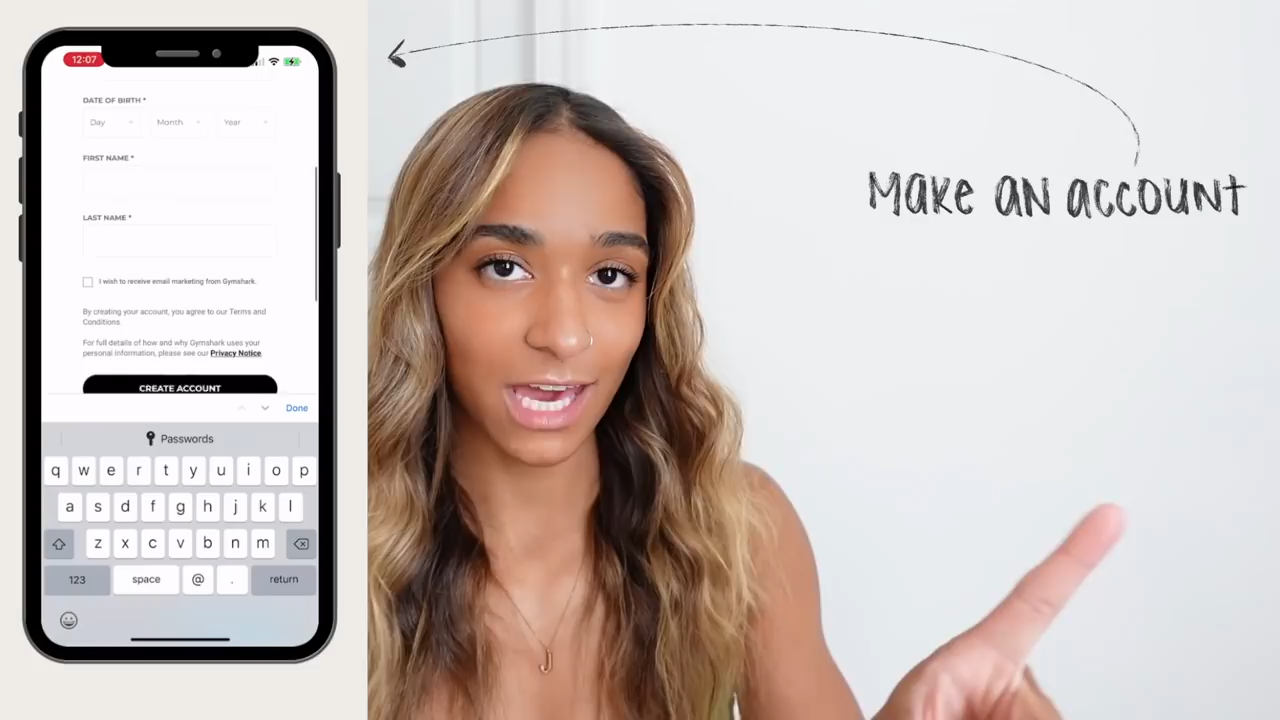 12:07
DATE OF BIRTH *
Day Month Year
FIRST NAME *
LAST NAME *
I wish to receive email marketing from Gymshark.
By creating your account, you agree to our Terms and
Conditions.
For full details of how and why Gymshark uses your
personal information, please see our Privacy Notice.
CREATE ACCOUNT
Done
Passwords
q w e r t y u i o p
a s d f g h j k l
z x c v b n m
123 space @ . return
Make an account
J